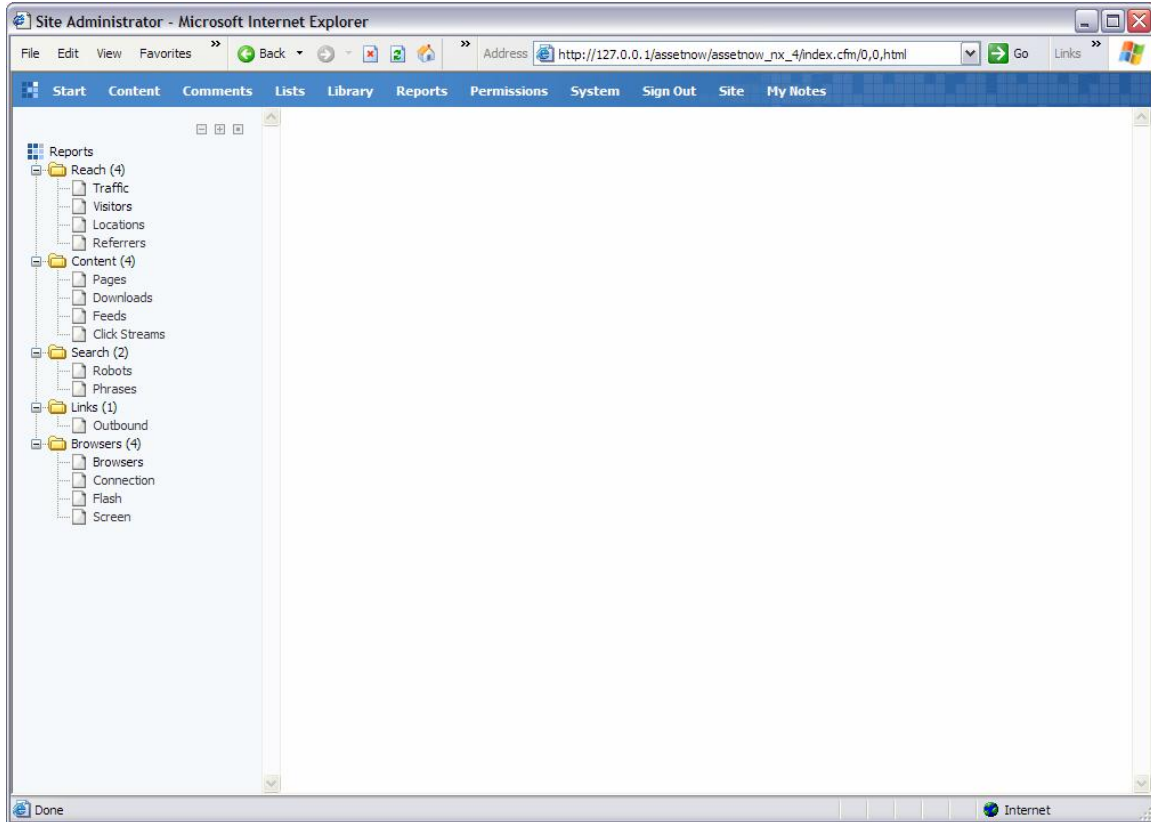 Site Administrator - Microsoft Internet Explorer
File Edit View Favorites » Back » Address http://127.0.0.1/assetnow/assetnow_nx_4/index.cfm/0,0,html Go Links »
Start Content Comments Lists Library Reports Permissions System Sign Out Site My Notes
Reports
Reach (4)
Traffic
Visitors
Locations
Referrers
Content (4)
Pages
Downloads
Feeds
Click Streams
Search (2)
Robots
Phrases
Links (1)
Outbound
Browsers (4)
Browsers
Connection
Flash
Screen
Done Internet